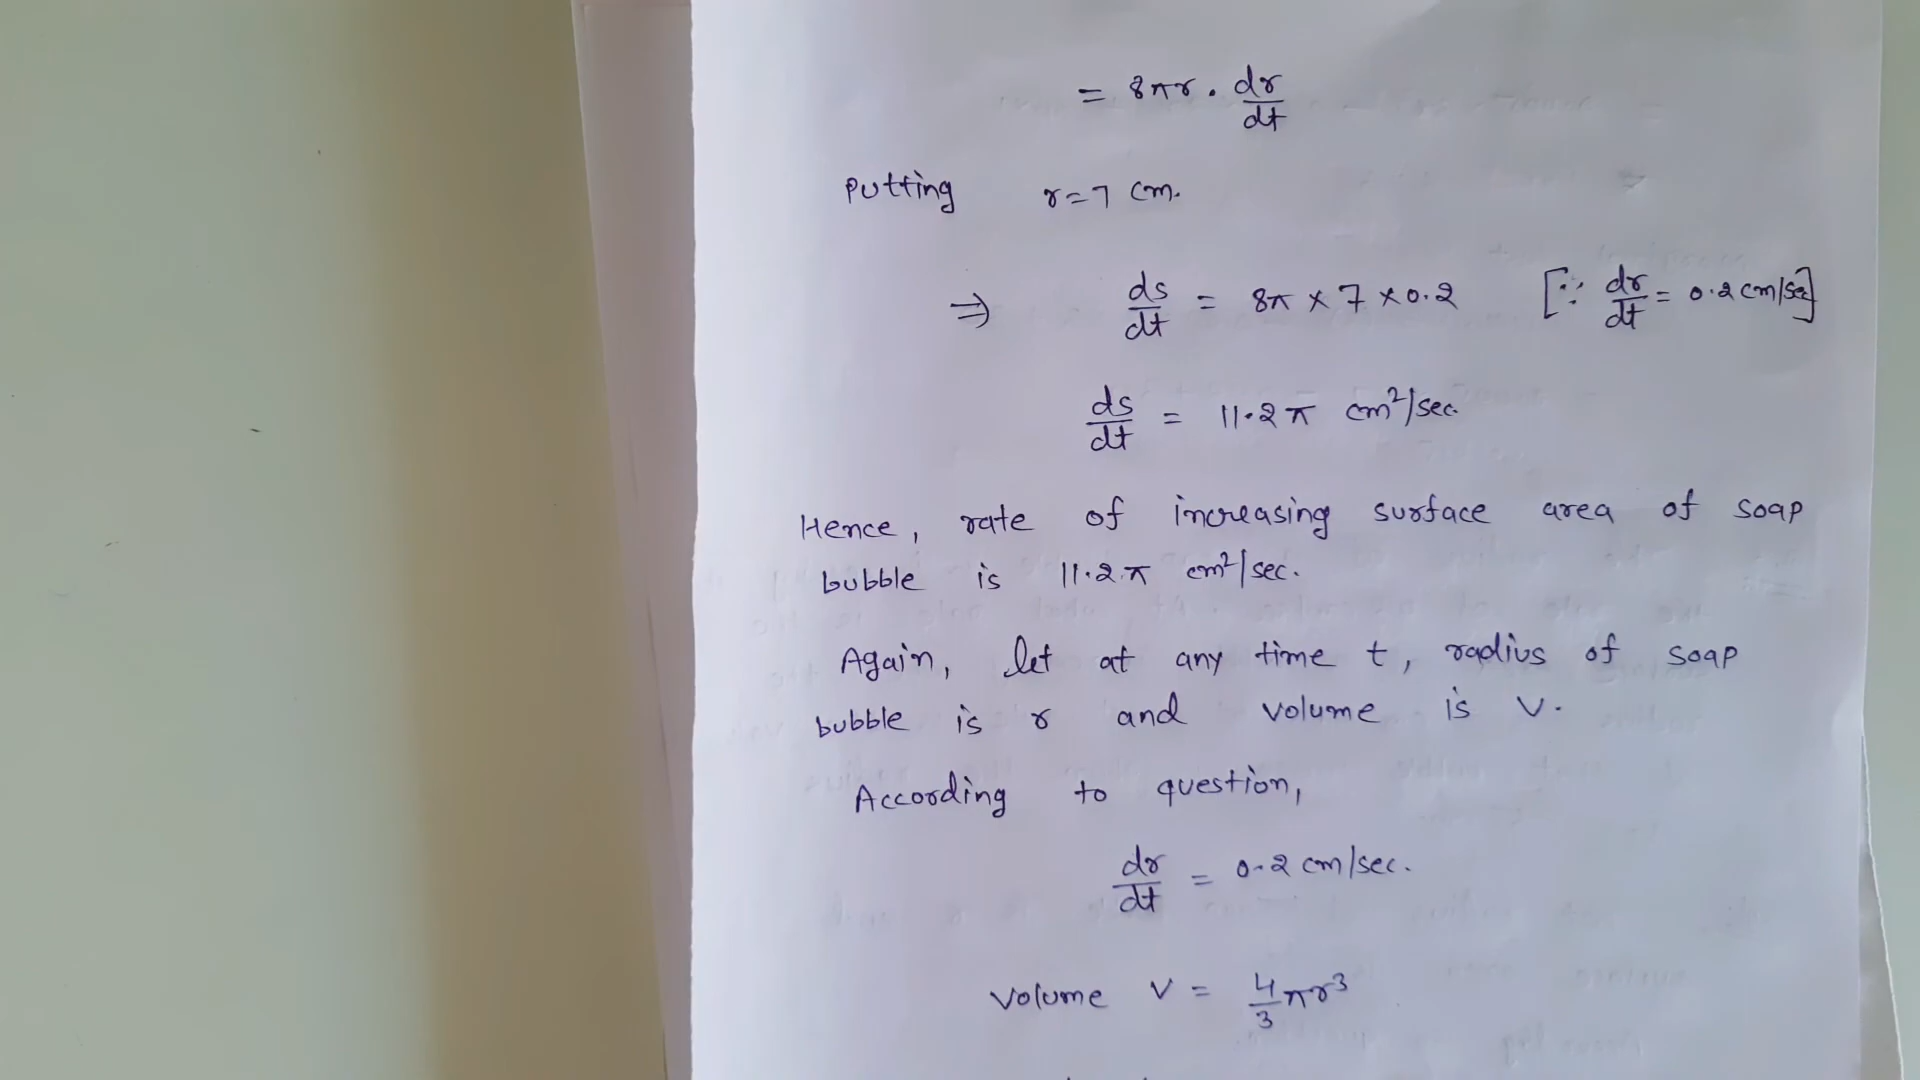 = 8πr . dr/dt
Putting r=7 cm.
⇒ ds/dt = 8π × 7 × 0.2 [∵ dr/dt = 0.2 cm/sec]
ds/dt = 11.2 π cm²/sec.
Hence, rate of increasing surface area of soap
bubble is 11.2 π cm²/sec.
Again, let at any time t, radius of soap
bubble is r and volume is v.
According to question,
dr/dt = 0.2 cm/sec.
Volume v = 4/3 πr³